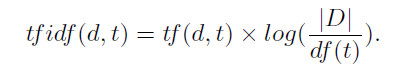 tfidf(d, t) = tf(d, t) × log(|D| / df(t)).